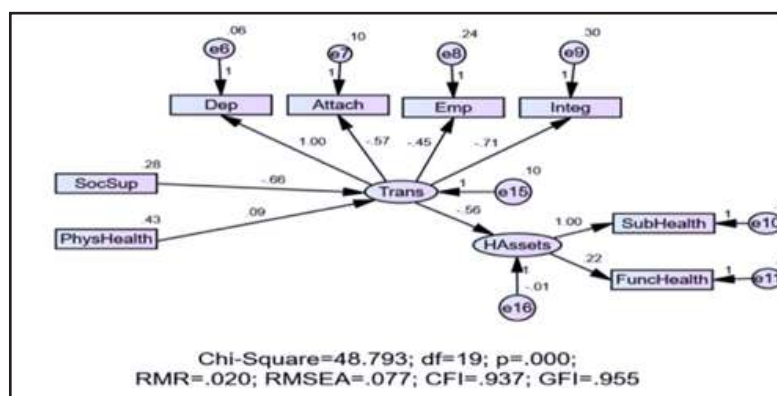 .06 .10 .24 .30
e6 e7 e8 e9
1 1 1 1
Dep Attach Emp Integ
1.00 -.57 -.45 -.71
.28
SocSup -.66 Trans 1 e15 .10
.43
PhysHealth .09 -.56
HAssets 1.00 SubHealth 1 e10
.22 FuncHealth 1 e11
1
-.01
e16
Chi-Square=48.793; df=19; p=.000;
RMR=.020; RMSEA=.077; CFI=.937; GFI=.955